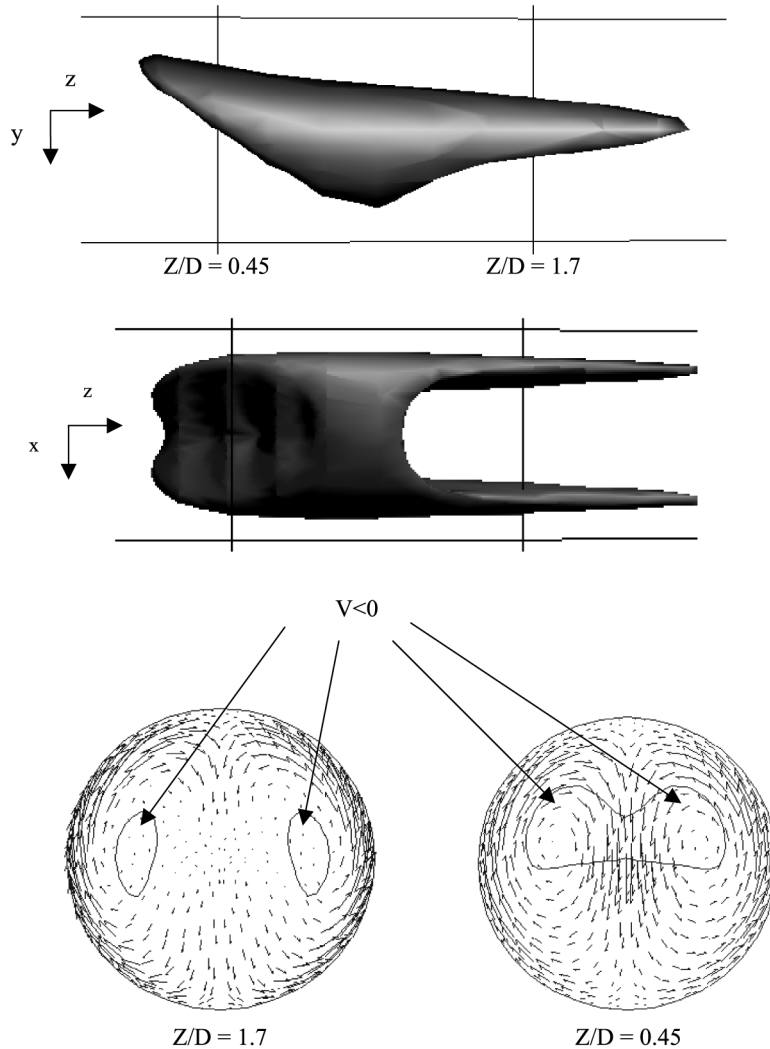 z
y
Z/D = 0.45 Z/D = 1.7
z
x
V<0
Z/D = 1.7 Z/D = 0.45